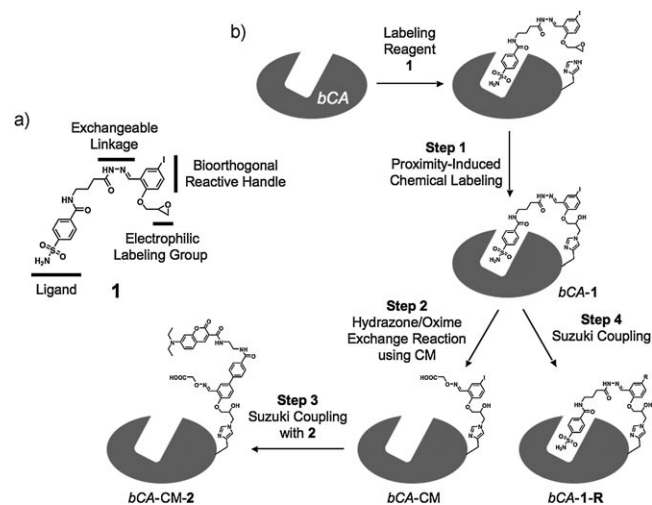 b)
Labeling
Reagent
1
bCA
a)
Exchangeable
Linkage
Bioorthogonal
Reactive Handle
Electrophilic
Labeling Group
Ligand
1
Step 1
Proximity-Induced
Chemical Labeling
bCA-1
Step 2
Hydrazone/Oxime
Exchange Reaction
using CM
Step 4
Suzuki Coupling
Step 3
Suzuki Coupling
with 2
bCA-CM-2
bCA-CM
bCA-1-R